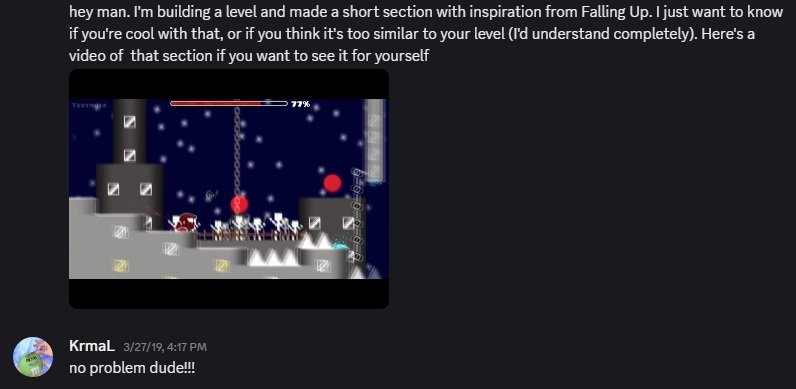 hey man. I'm building a level and made a short section with inspiration from Falling Up. I just want to know
if you're cool with that, or if you think it's too similar to your level (I'd understand completely). Here's a
video of that section if you want to see it for yourself
Testmode
77%
Go!
KrmaL 3/27/19, 4:17 PM
no problem dude!!!